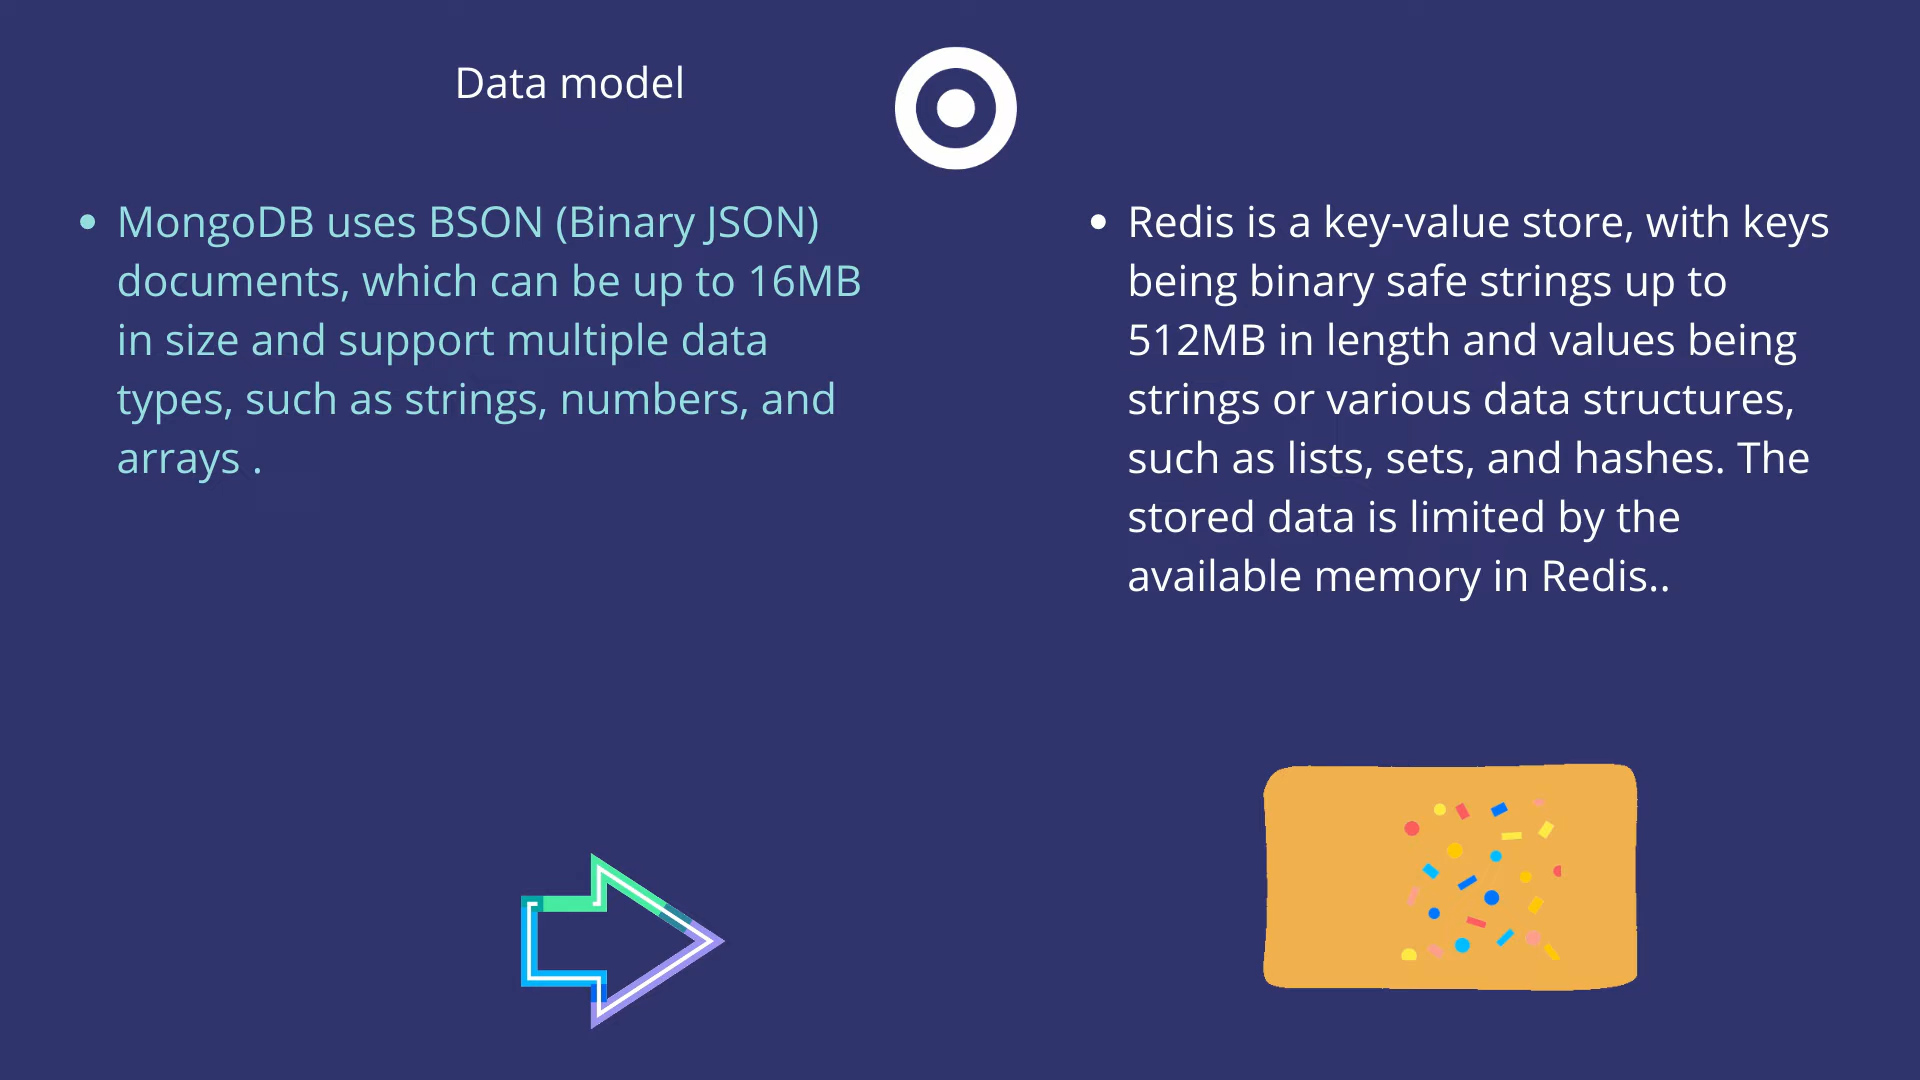 Data model
• MongoDB uses BSON (Binary JSON)
documents, which can be up to 16MB
in size and support multiple data
types, such as strings, numbers, and
arrays .
• Redis is a key-value store, with keys
being binary safe strings up to
512MB in length and values being
strings or various data structures,
such as lists, sets, and hashes. The
stored data is limited by the
available memory in Redis..